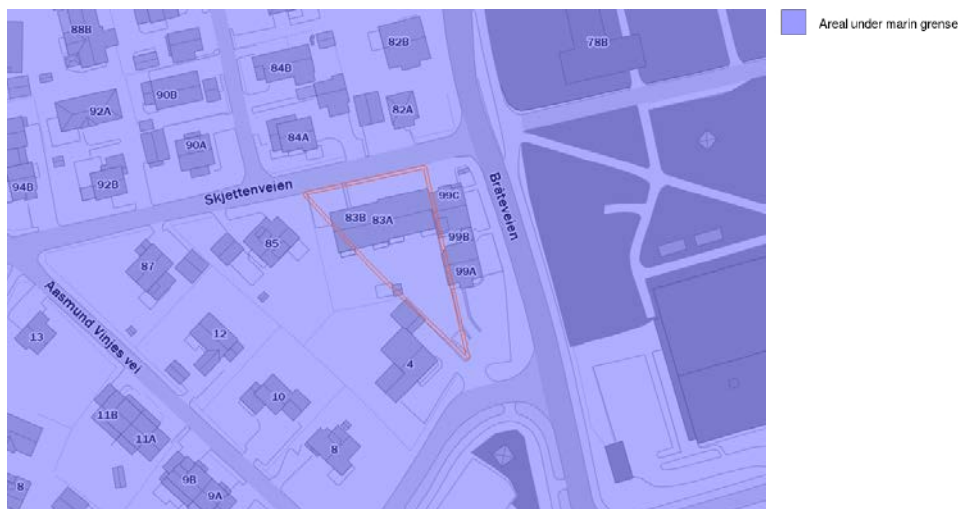 Areal under marin grense
88B
82B
78B
84B
90B
92A
82A
84A
90A
94B
92B
Skjettenveien
Bråteveien
99C
83B
83A
85
99B
87
99A
Aasmund Vinjes vei
13
12
4
10
11B
11A
8
9B
9A
8